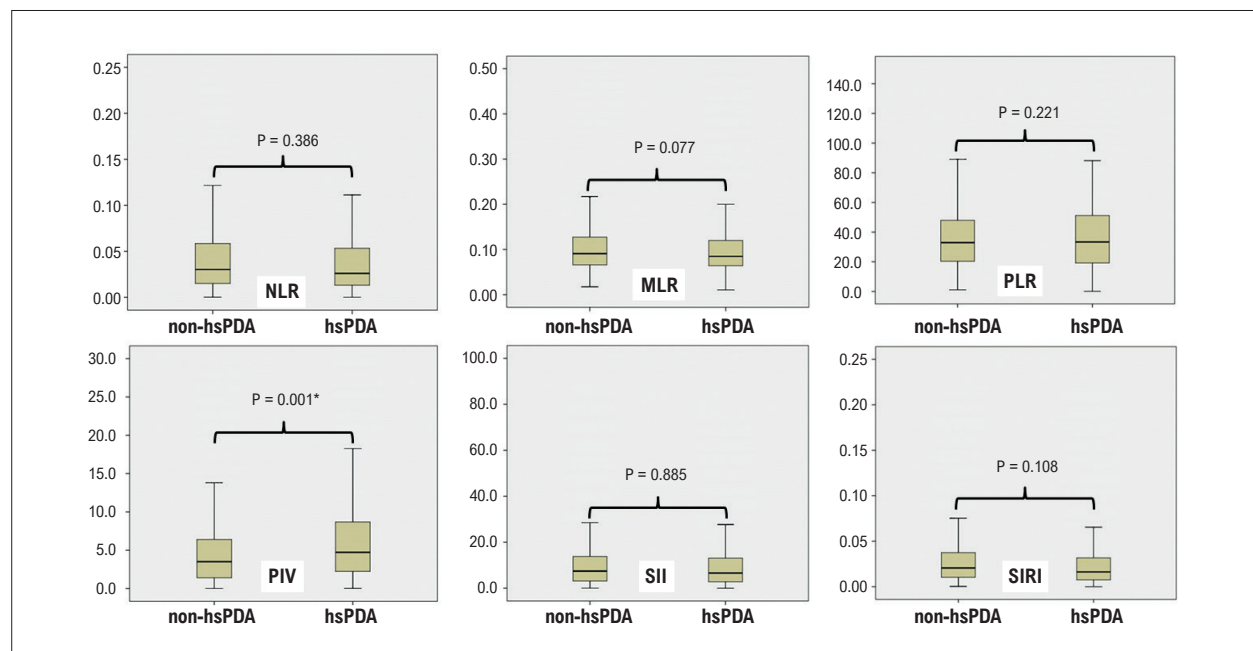 0.25
0.20
0.15
0.10
0.05
0.00
P = 0.386
NLR
non-hsPDA hsPDA
0.50
0.40
0.30
0.20
0.10
0.00
P = 0.077
MLR
non-hsPDA hsPDA
140.0
120.0
100.0
80.0
60.0
40.0
20.0
0.0
P = 0.221
PLR
non-hsPDA hsPDA
30.0
25.0
20.0
15.0
10.0
5.0
0.0
P = 0.001*
PIV
non-hsPDA hsPDA
100.0
80.0
60.0
40.0
20.0
0.0
P = 0.885
SII
non-hsPDA hsPDA
0.25
0.20
0.15
0.10
0.05
0.00
P = 0.108
SIRI
non-hsPDA hsPDA